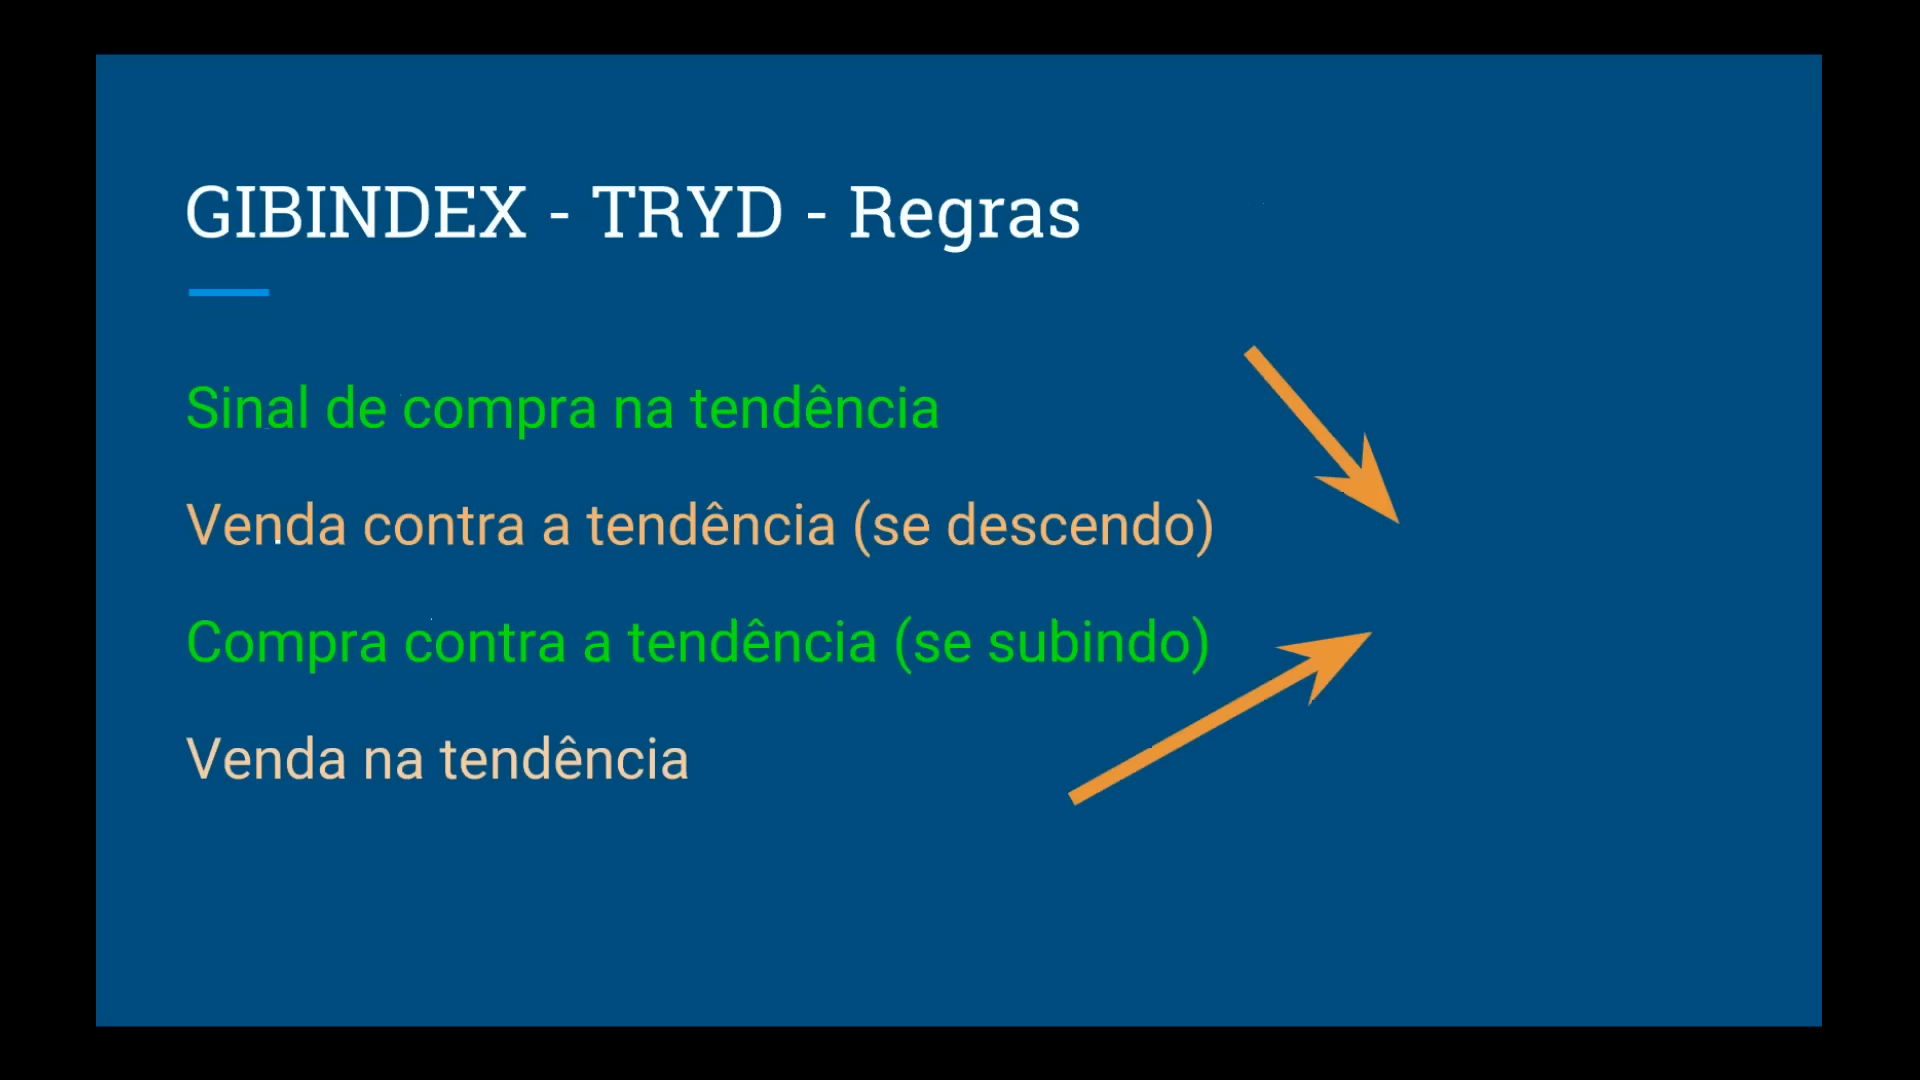 GIBINDEX - TRYD - Regras
Sinal de compra na tendência
Venda contra a tendência (se descendo)
Compra contra a tendência (se subindo)
Venda na tendência